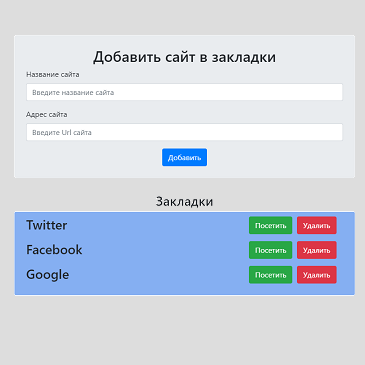 Добавить сайт в закладки
Название сайта
Введите название сайта
Адрес сайта
Введите Url сайта
Добавить
Закладки
Twitter Посетить Удалить
Facebook Посетить Удалить
Google Посетить Удалить